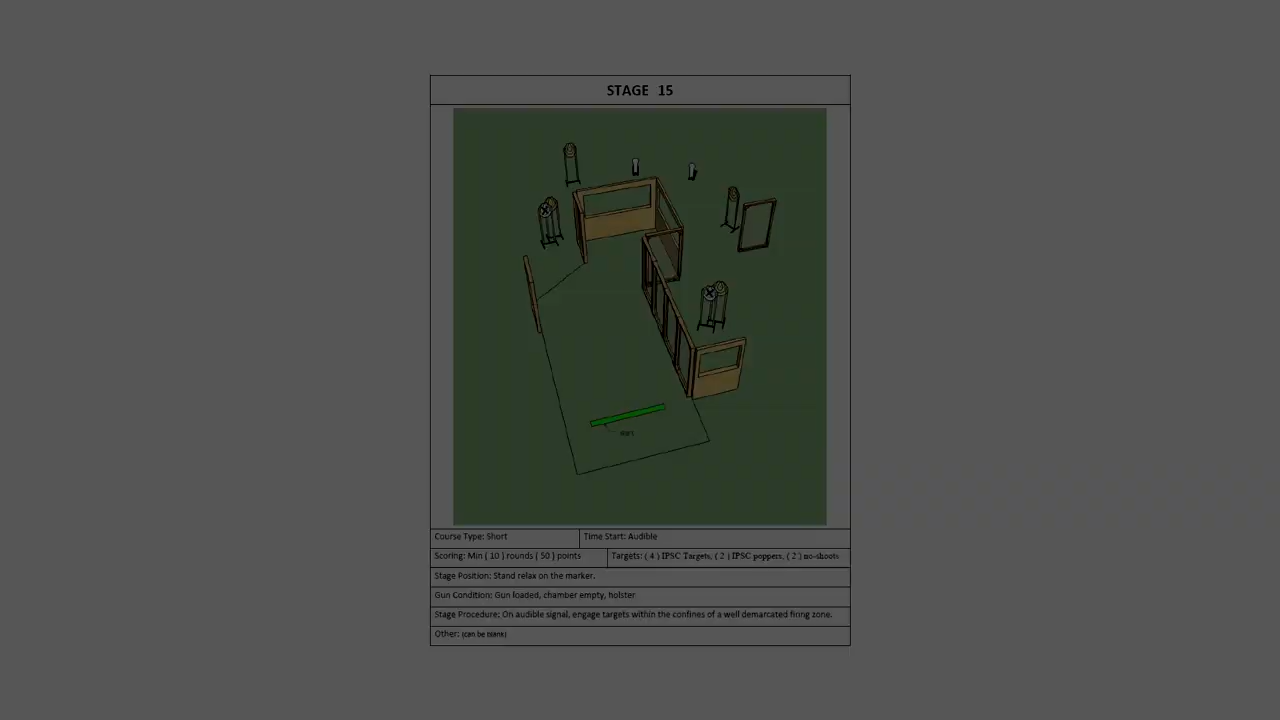 STAGE 15
Course Type: Short
Time Start: Audible
Scoring: Min ( 10 ) rounds ( 50 ) points
Targets: ( 4 ) IPSC Targets, ( 2 ) IPSC poppers, ( 2 ) no-shoots
Stage Position: Stand relax on the marker.
Gun Condition: Gun loaded, chamber empty, holster
Stage Procedure: On audible signal, engage targets within the confines of a well demarcated firing zone.
Other: (can be blank)